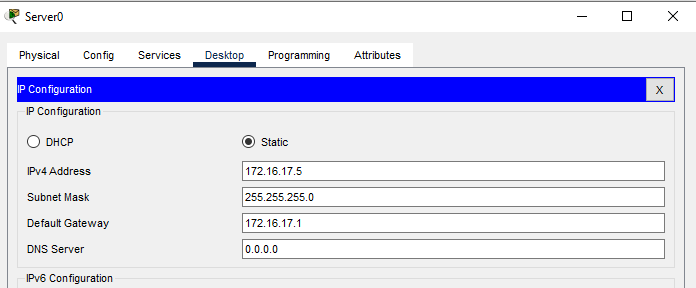 Server0
Physical Config Services Desktop Programming Attributes
IP Configuration X
IP Configuration
DHCP Static
IPv4 Address 172.16.17.5
Subnet Mask 255.255.255.0
Default Gateway 172.16.17.1
DNS Server 0.0.0.0
IPv6 Configuration